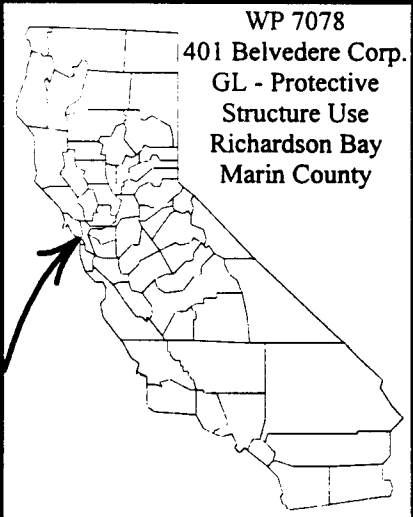 WP 7078
401 Belvedere Corp.
GL - Protective
Structure Use
Richardson Bay
Marin County